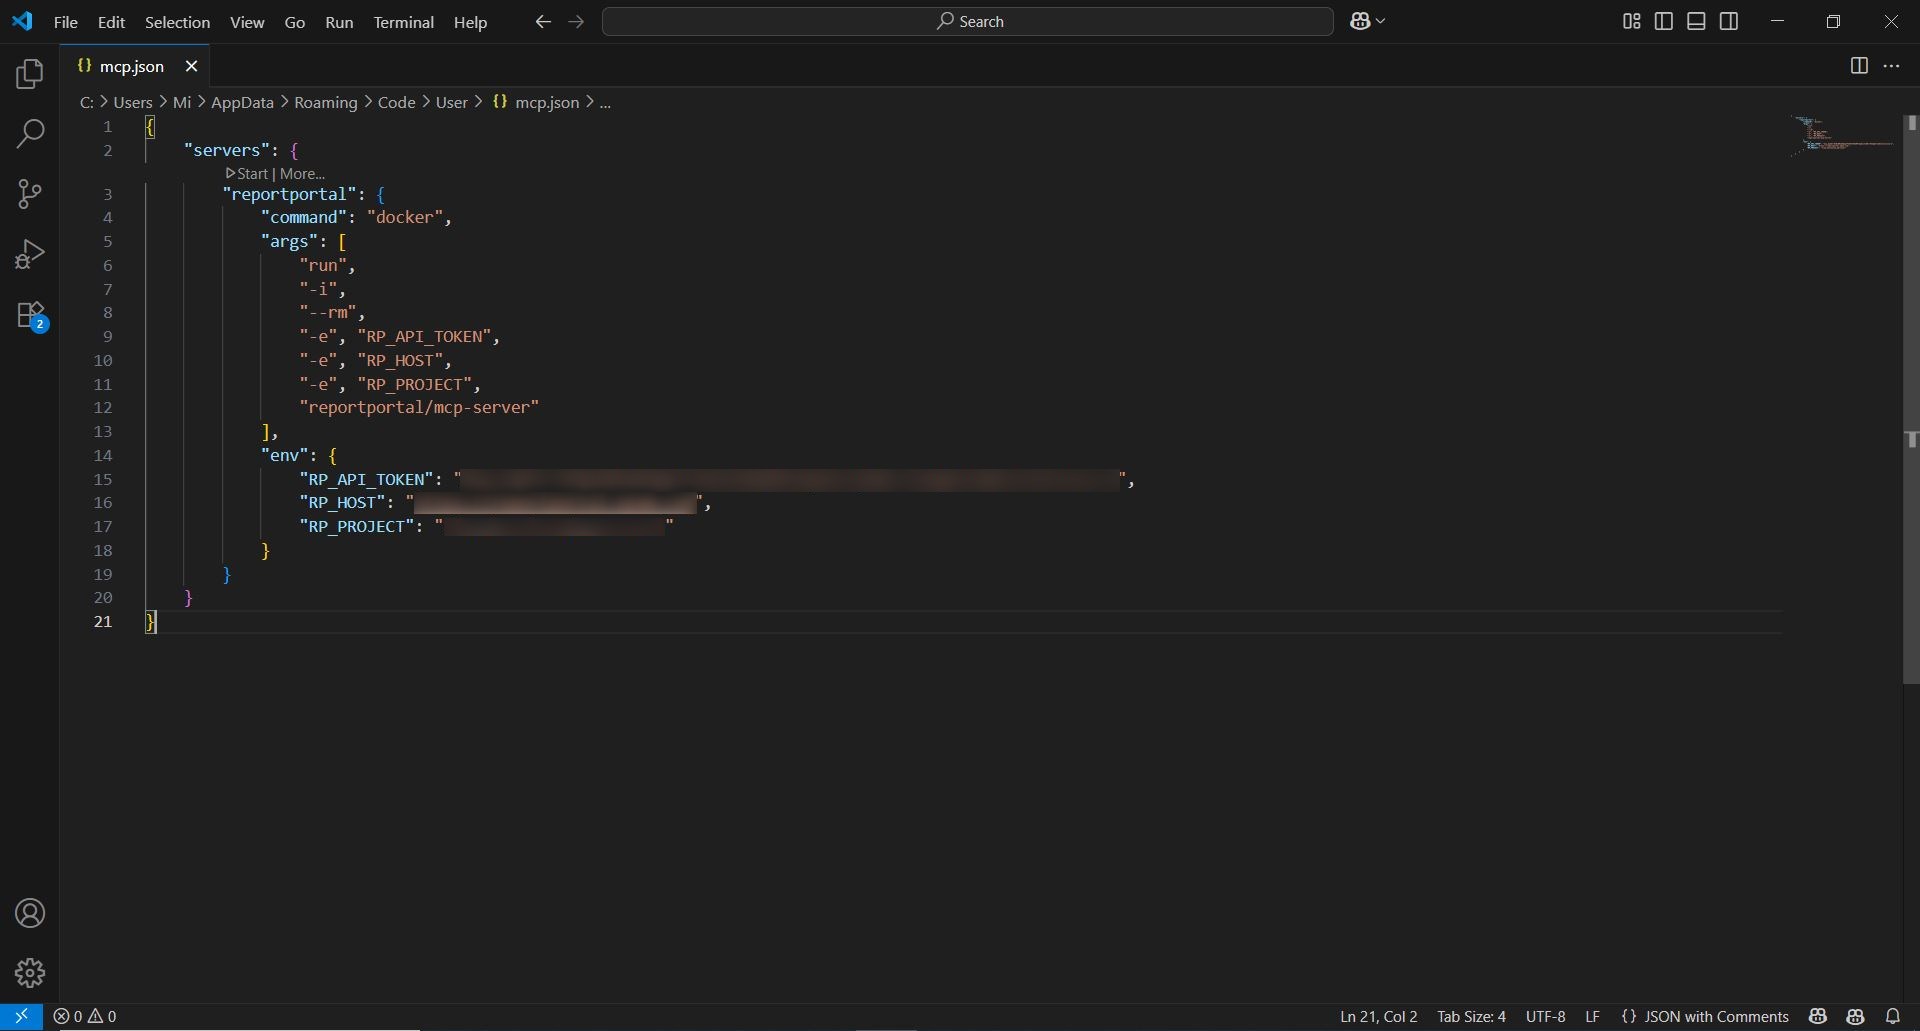 File Edit Selection View Go Run Terminal Help Search
mcp.json
C: > Users > Mi > AppData > Roaming > Code > User > {} mcp.json > ...
1 {
2 "servers": {
Start | More...
3 "reportportal": {
4 "command": "docker",
5 "args": [
6 "run",
7 "-i",
8 "--rm",
9 "-e", "RP_API_TOKEN",
10 "-e", "RP_HOST",
11 "-e", "RP_PROJECT",
12 "reportportal/mcp-server"
13 ],
14 "env": {
15 "RP_API_TOKEN": "",
16 "RP_HOST": "",
17 "RP_PROJECT": ""
18 }
19 }
20 }
21 }
2
0 0 Ln 21, Col 2 Tab Size: 4 UTF-8 LF {} JSON with Comments